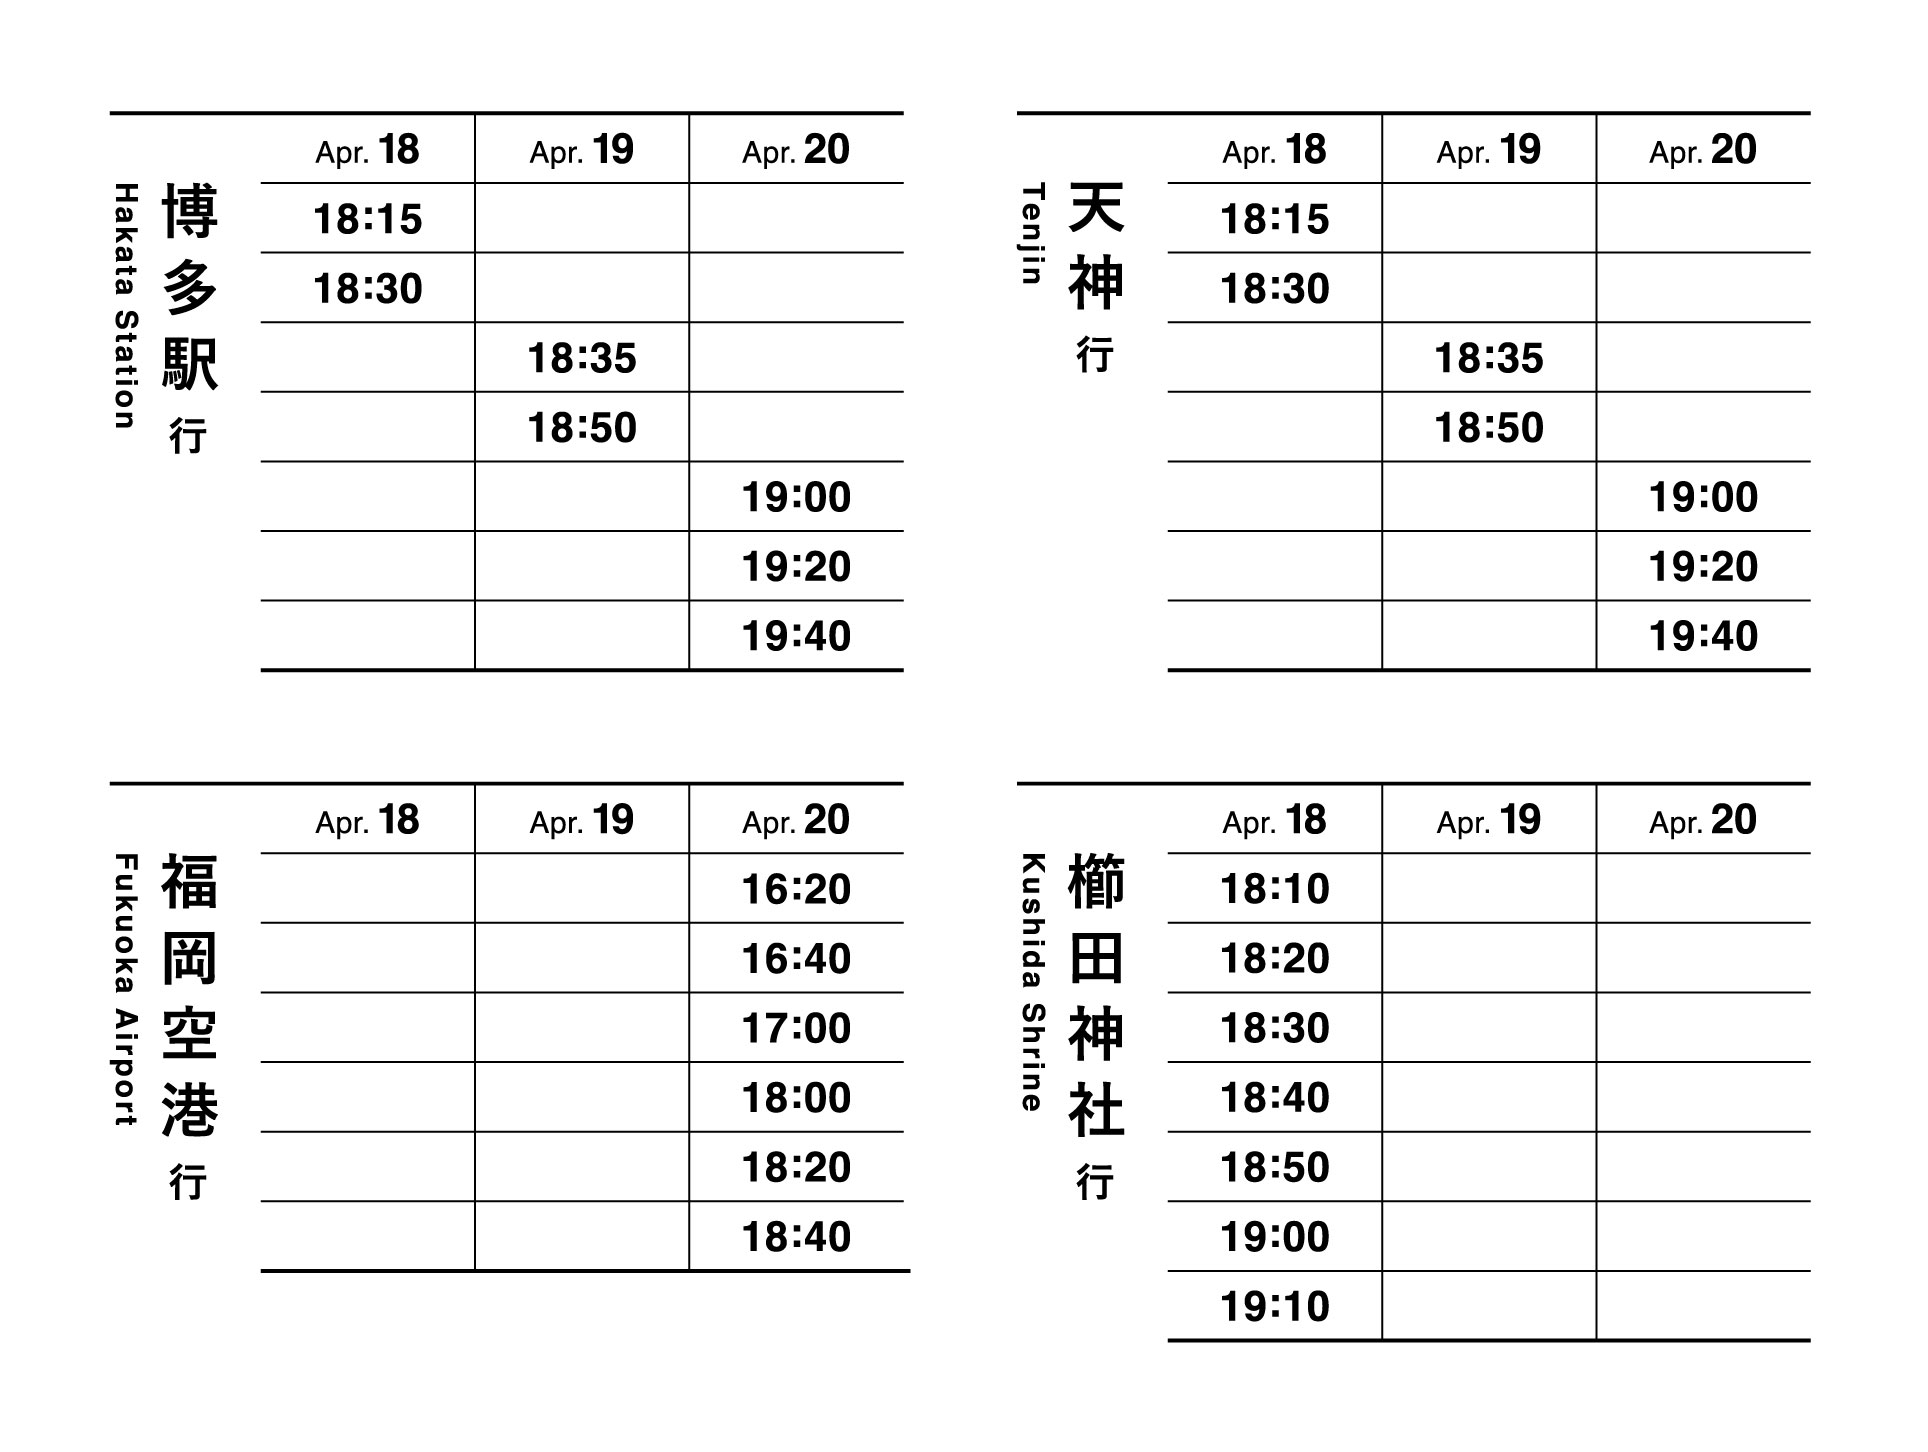 博多駅行
Hakata Station
Apr. 18 Apr. 19 Apr. 20
18:15
18:30
18:35
18:50
19:00
19:20
19:40
天神行
Tenjin
Apr. 18 Apr. 19 Apr. 20
18:15
18:30
18:35
18:50
19:00
19:20
19:40
福岡空港行
Fukuoka Airport
Apr. 18 Apr. 19 Apr. 20
16:20
16:40
17:00
18:00
18:20
18:40
櫛田神社行
Kushida Shrine
Apr. 18 Apr. 19 Apr. 20
18:10
18:20
18:30
18:40
18:50
19:00
19:10